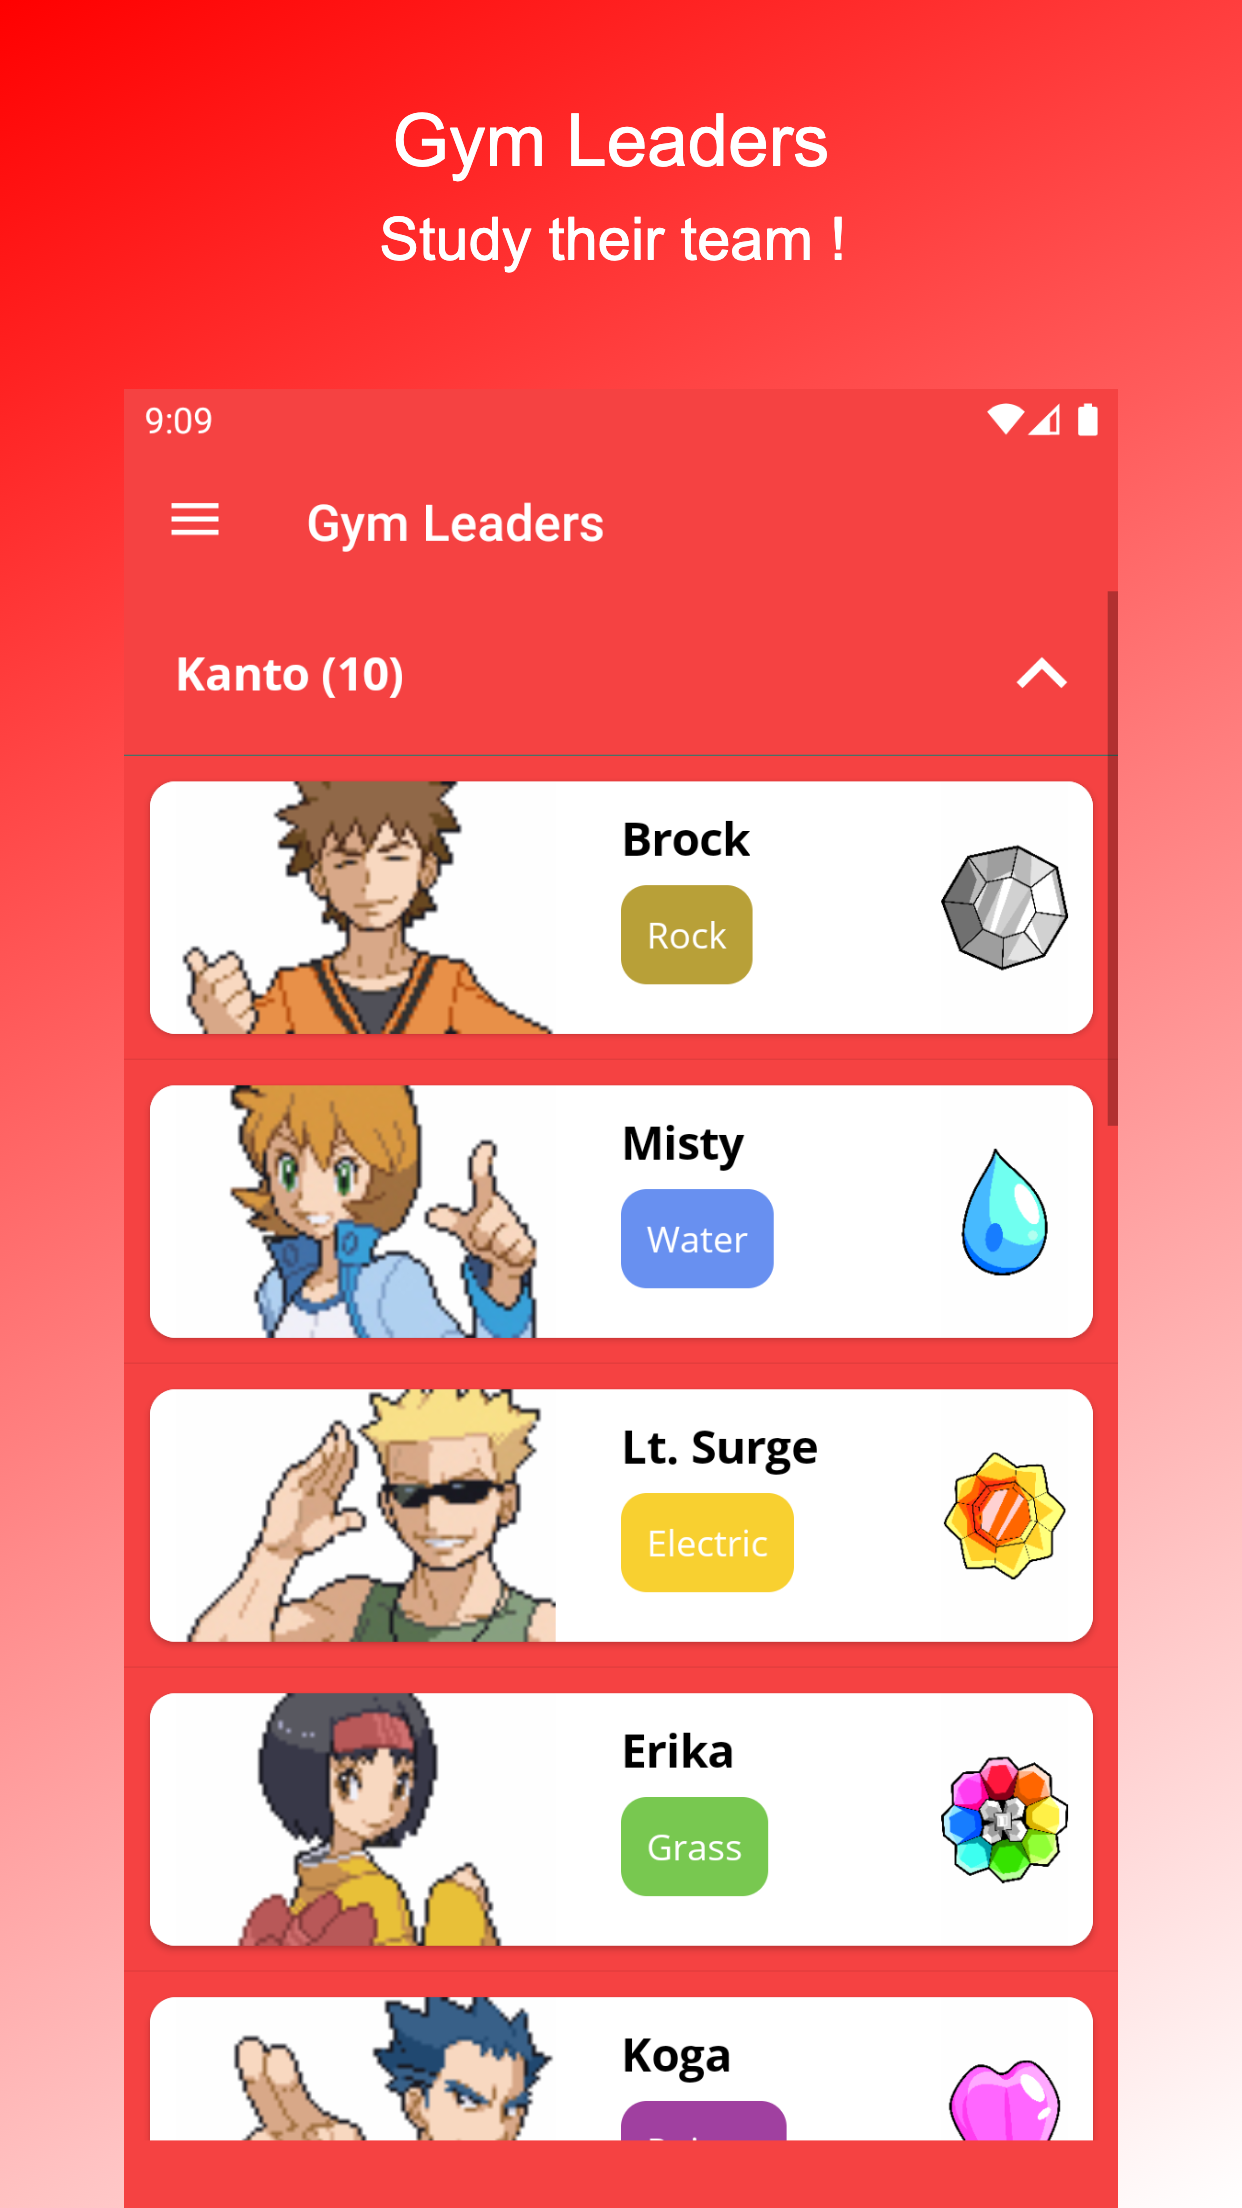 Gym Leaders
Study their team !
9:09
Gym Leaders
Kanto (10)
Brock
Rock
Misty
Water
Lt. Surge
Electric
Erika
Grass
Koga